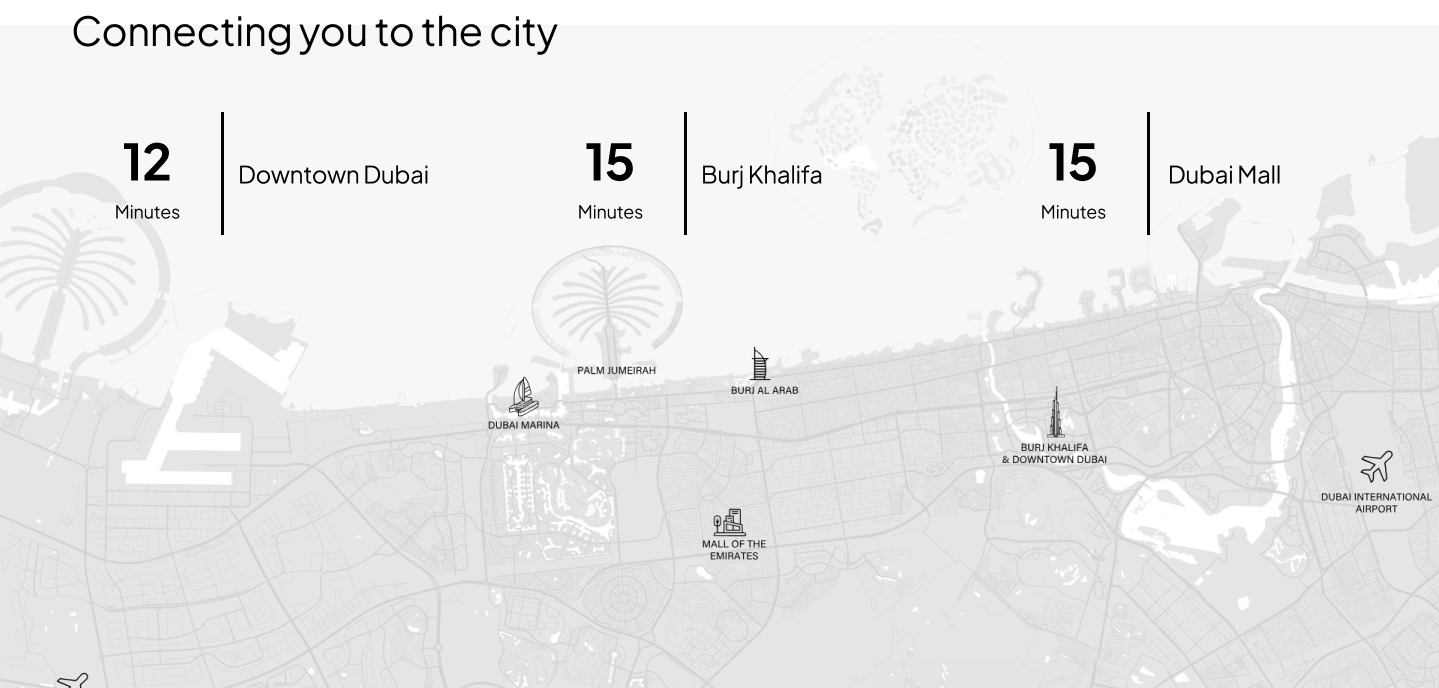 Connecting you to the city
12
Minutes
Downtown Dubai
15
Minutes
Burj Khalifa
15
Minutes
Dubai Mall
PALM JUMEIRAH
BURJ AL ARAB
DUBAI MARINA
BURJ KHALIFA
& DOWNTOWN DUBAI
DUBAI INTERNATIONAL
AIRPORT
MALL OF THE
EMIRATES